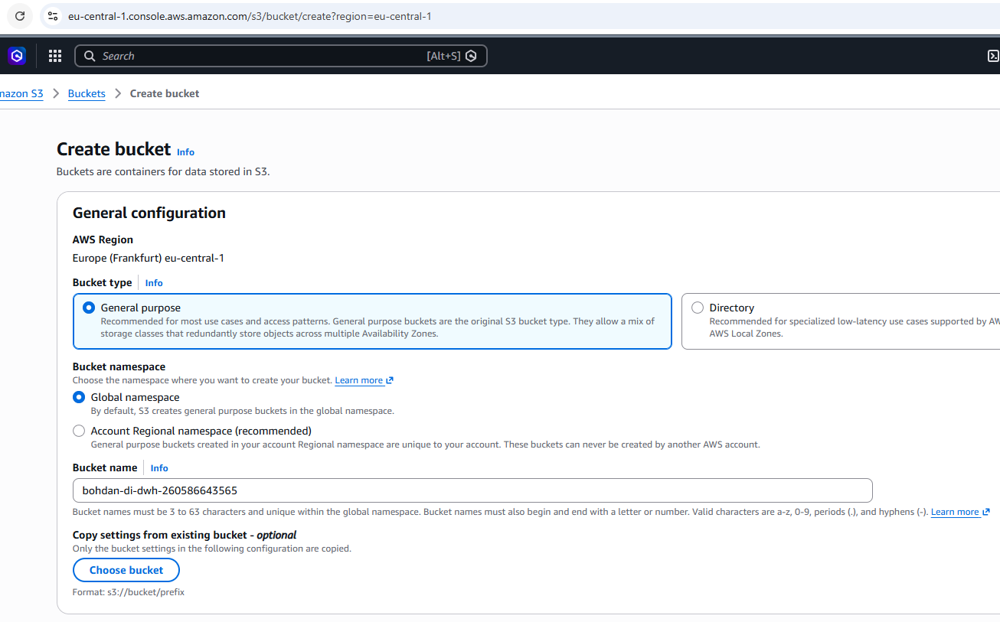 eu-central-1.console.aws.amazon.com/s3/bucket/create?region=eu-central-1
Search [Alt+S]
mazon S3 > Buckets > Create bucket
Create bucket Info
Buckets are containers for data stored in S3.
General configuration
AWS Region
Europe (Frankfurt) eu-central-1
Bucket type Info
General purpose
Recommended for most use cases and access patterns. General purpose buckets are the original S3 bucket type. They allow a mix of
storage classes that redundantly store objects across multiple Availability Zones.
Directory
Recommended for specialized low-latency use cases supported by AW
AWS Local Zones.
Bucket namespace
Choose the namespace where you want to create your bucket. Learn more
Global namespace
By default, S3 creates general purpose buckets in the global namespace.
Account Regional namespace (recommended)
General purpose buckets created in your account Regional namespace are unique to your account. These buckets can never be created by another AWS account.
Bucket name Info
bohdan-di-dwh-260586643565
Bucket names must be 3 to 63 characters and unique within the global namespace. Bucket names must also begin and end with a letter or number. Valid characters are a-z, 0-9, periods (.), and hyphens (-). Learn more
Copy settings from existing bucket - optional
Only the bucket settings in the following configuration are copied.
Choose bucket
Format: s3://bucket/prefix